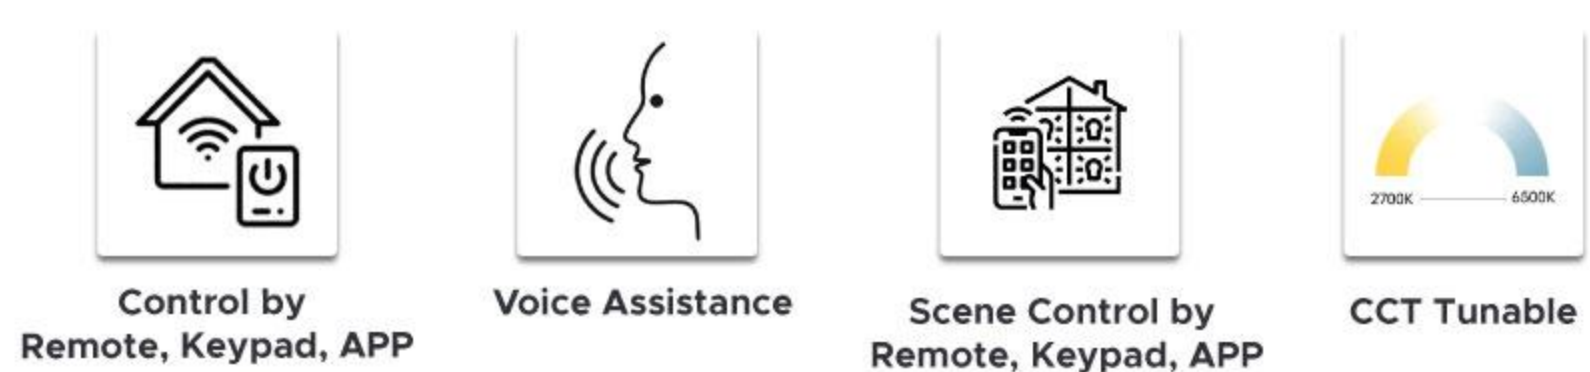 2700K
6500K
Control by
Remote, Keypad, APP
Voice Assistance
Scene Control by
Remote, Keypad, APP
CCT Tunable